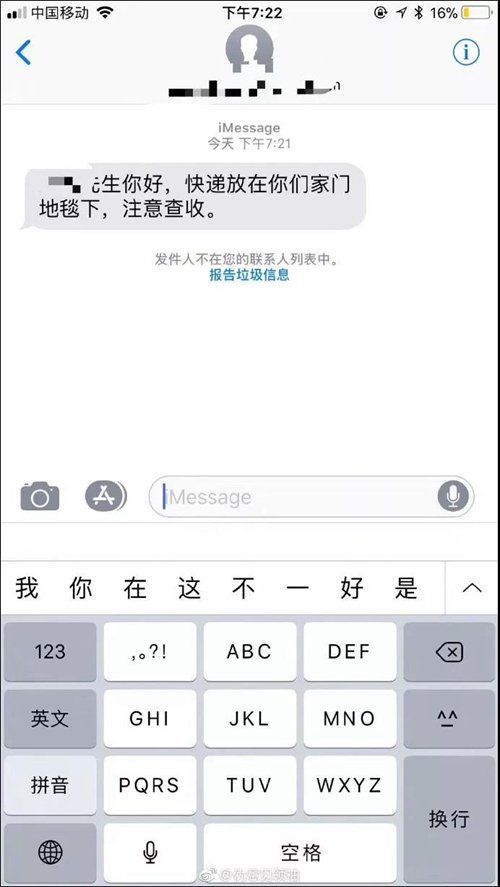 中国移动 下午7:22 16%
iMessage
今天 下午7:21
生你好，快递放在你们家门
地毯下，注意查收。
发件人不在您的联系人列表中。
报告垃圾信息
iMessage
我 你 在 这 不 一 好 是
123 ,。?! ABC DEF
英文 GHI JKL MNO ^^
拼音 PQRS TUV WXYZ 换行
空格